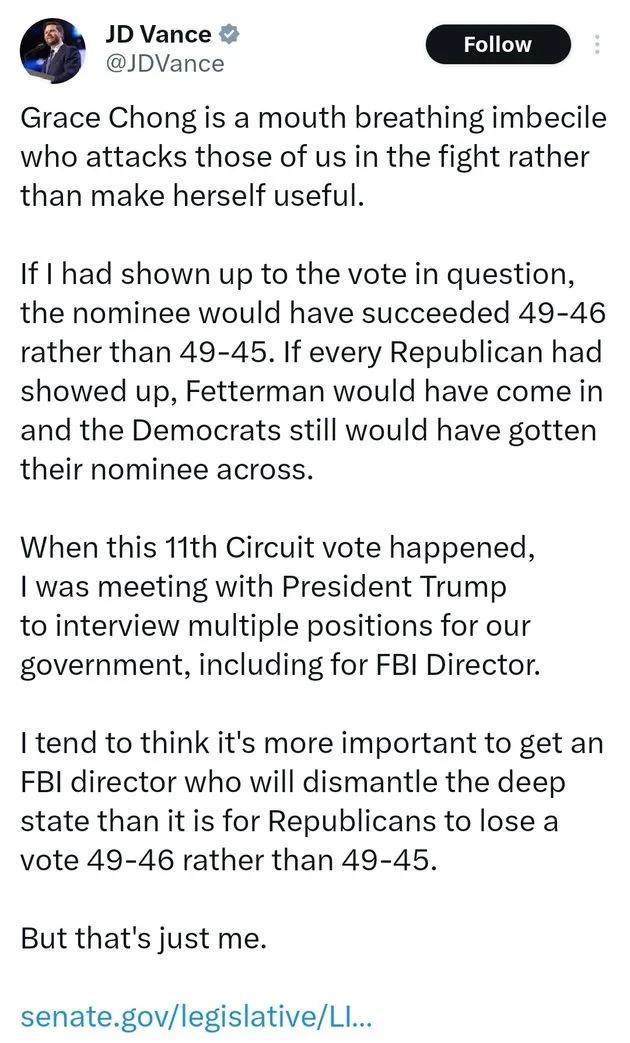 JD Vance
@JDVance
Follow
Grace Chong is a mouth breathing imbecile
who attacks those of us in the fight rather
than make herself useful.
If I had shown up to the vote in question,
the nominee would have succeeded 49-46
rather than 49-45. If every Republican had
showed up, Fetterman would have come in
and the Democrats still would have gotten
their nominee across.
When this 11th Circuit vote happened,
I was meeting with President Trump
to interview multiple positions for our
government, including for FBI Director.
I tend to think it's more important to get an
FBI director who will dismantle the deep
state than it is for Republicans to lose a
vote 49-46 rather than 49-45.
But that's just me.
senate.gov/legislative/LI...